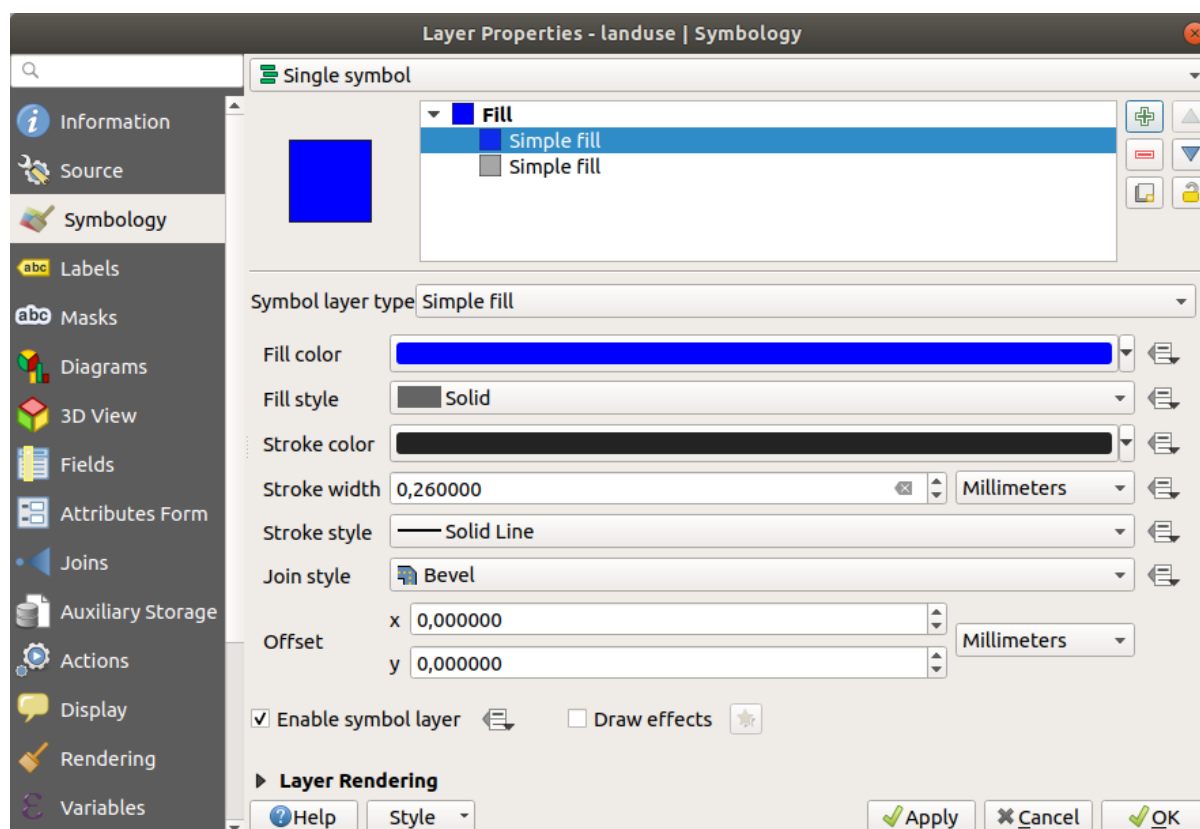 Layer Properties - landuse | Symbology
Information
Source
Symbology
Labels
abc
Masks
abc
Diagrams
3D View
Fields
Attributes Form
Joins
Auxiliary Storage
Actions
Display
Rendering
Variables
Single symbol
Fill
Simple fill
Simple fill
Symbol layer type Simple fill
Fill color
Fill style Solid
Stroke color
Stroke width 0,260000 Millimeters
Stroke style Solid Line
Join style Bevel
Offset x 0,000000 Millimeters
y 0,000000
Enable symbol layer Draw effects
Layer Rendering
Help Style Apply Cancel OK